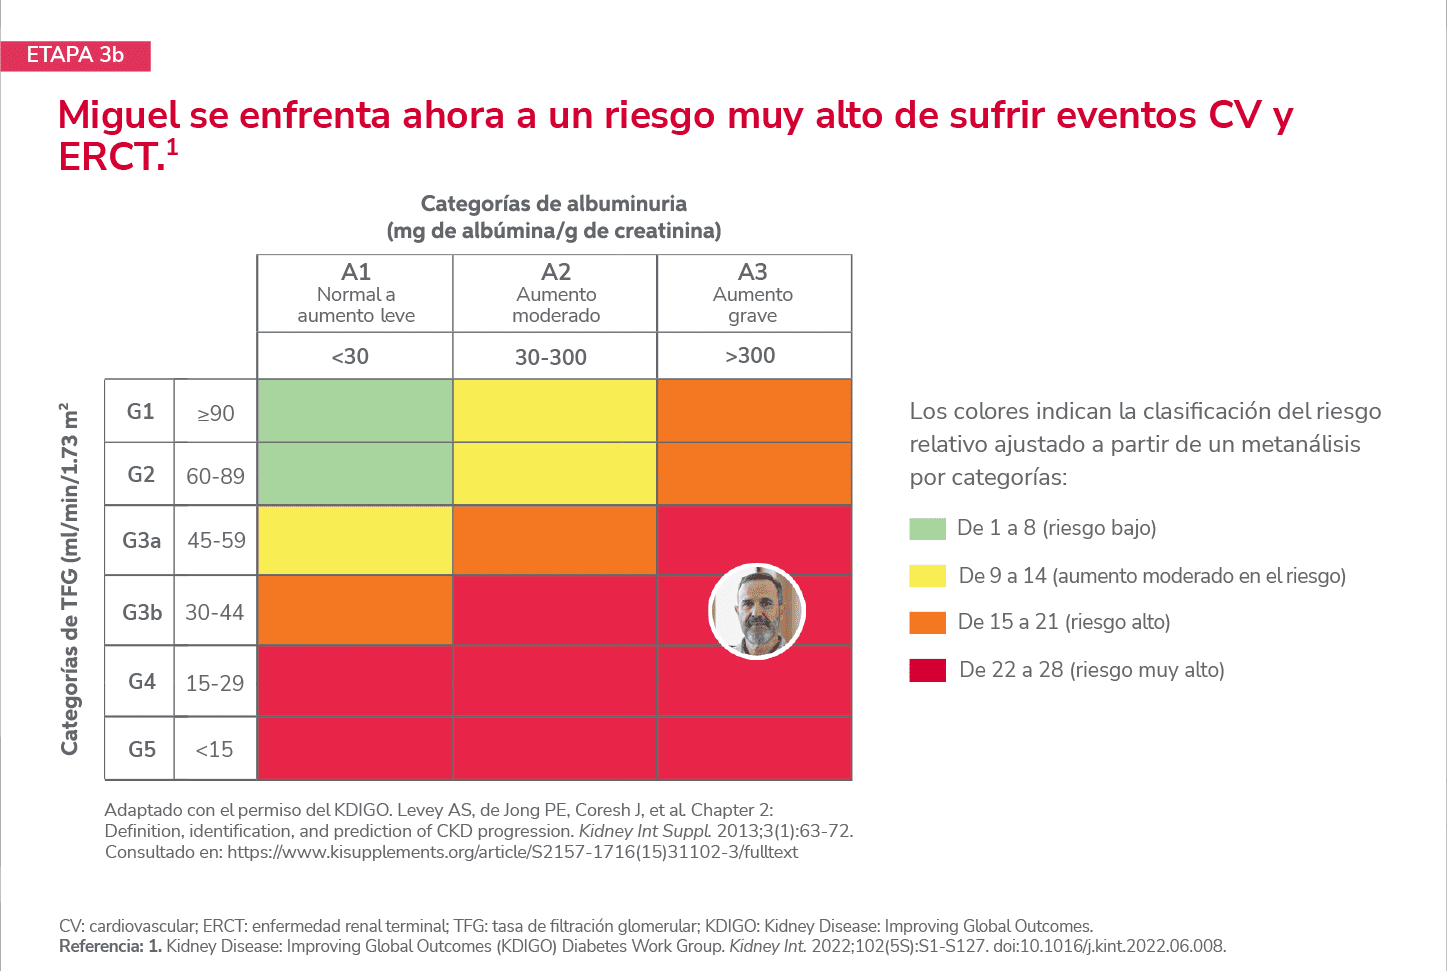 ETAPA 3b
Miguel se enfrenta ahora a un riesgo muy alto de sufrir eventos CV y
ERCT.¹
Categorías de albuminuria
(mg de albúmina/g de creatinina)
A1
Normal a
aumento leve
A2
Aumento
moderado
A3
Aumento
grave
<30
30-300
>300
Categorías de TFG (ml/min/1.73 m²
G1 ≥90
G2 60-89
G3a 45-59
G3b 30-44
G4 15-29
G5 <15
Los colores indican la clasificación del riesgo
relativo ajustado a partir de un metanálisis
por categorías:
De 1 a 8 (riesgo bajo)
De 9 a 14 (aumento moderado en el riesgo)
De 15 a 21 (riesgo alto)
De 22 a 28 (riesgo muy alto)
Adaptado con el permiso del KDIGO. Levey AS, de Jong PE, Coresh J, et al. Chapter 2:
Definition, identification, and prediction of CKD progression. Kidney Int Suppl. 2013;3(1):63-72.
Consultado en: https://www.kisupplements.org/article/S2157-1716(15)31102-3/fulltext
CV: cardiovascular; ERCT: enfermedad renal terminal; TFG: tasa de filtración glomerular; KDIGO: Kidney Disease: Improving Global Outcomes.
Referencia: 1. Kidney Disease: Improving Global Outcomes (KDIGO) Diabetes Work Group. Kidney Int. 2022;102(5S):S1-S127. doi:10.1016/j.kint.2022.06.008.